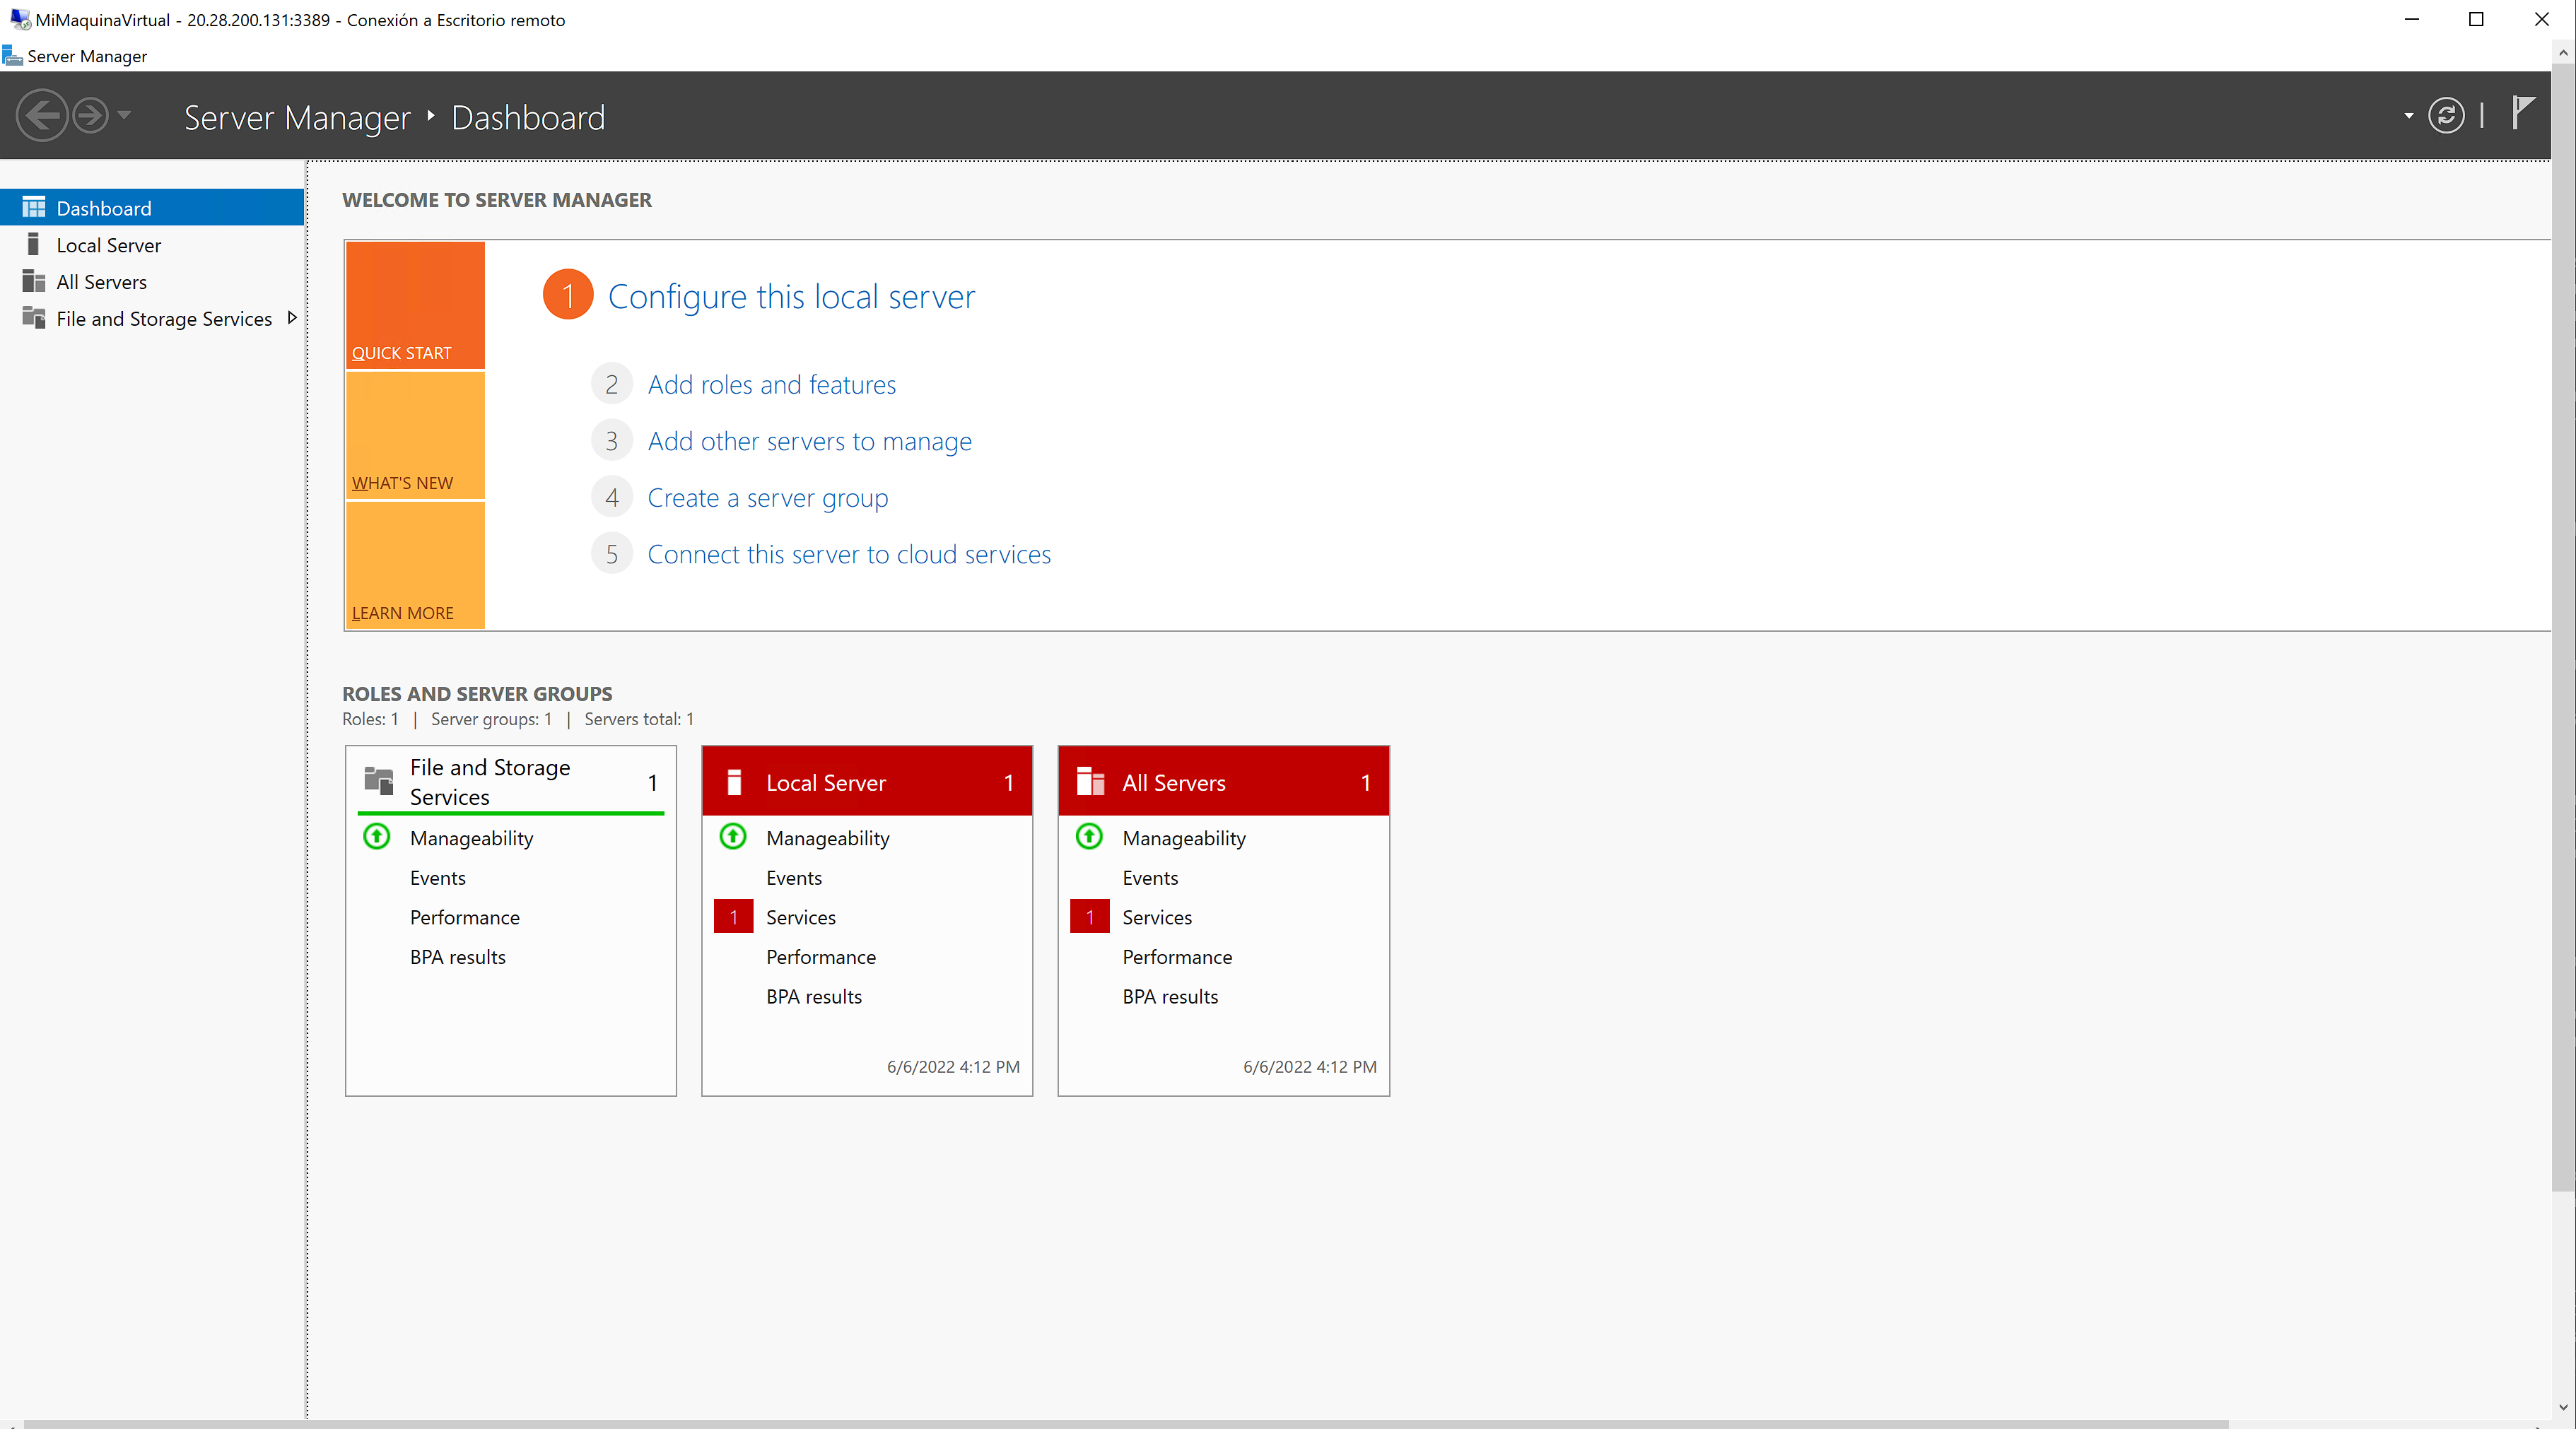 MiMaquinaVirtual - 20.28.200.131:3389 - Conexión a Escritorio remoto
Server Manager
Server Manager Dashboard
Dashboard
Local Server
All Servers
File and Storage Services
WELCOME TO SERVER MANAGER
QUICK START
WHAT'S NEW
LEARN MORE
1 Configure this local server
2 Add roles and features
3 Add other servers to manage
4 Create a server group
5 Connect this server to cloud services
ROLES AND SERVER GROUPS
Roles: 1 | Server groups: 1 | Servers total: 1
File and Storage
Services 1
Manageability
Events
Performance
BPA results
Local Server 1
Manageability
Events
1 Services
Performance
BPA results
6/6/2022 4:12 PM
All Servers 1
Manageability
Events
1 Services
Performance
BPA results
6/6/2022 4:12 PM